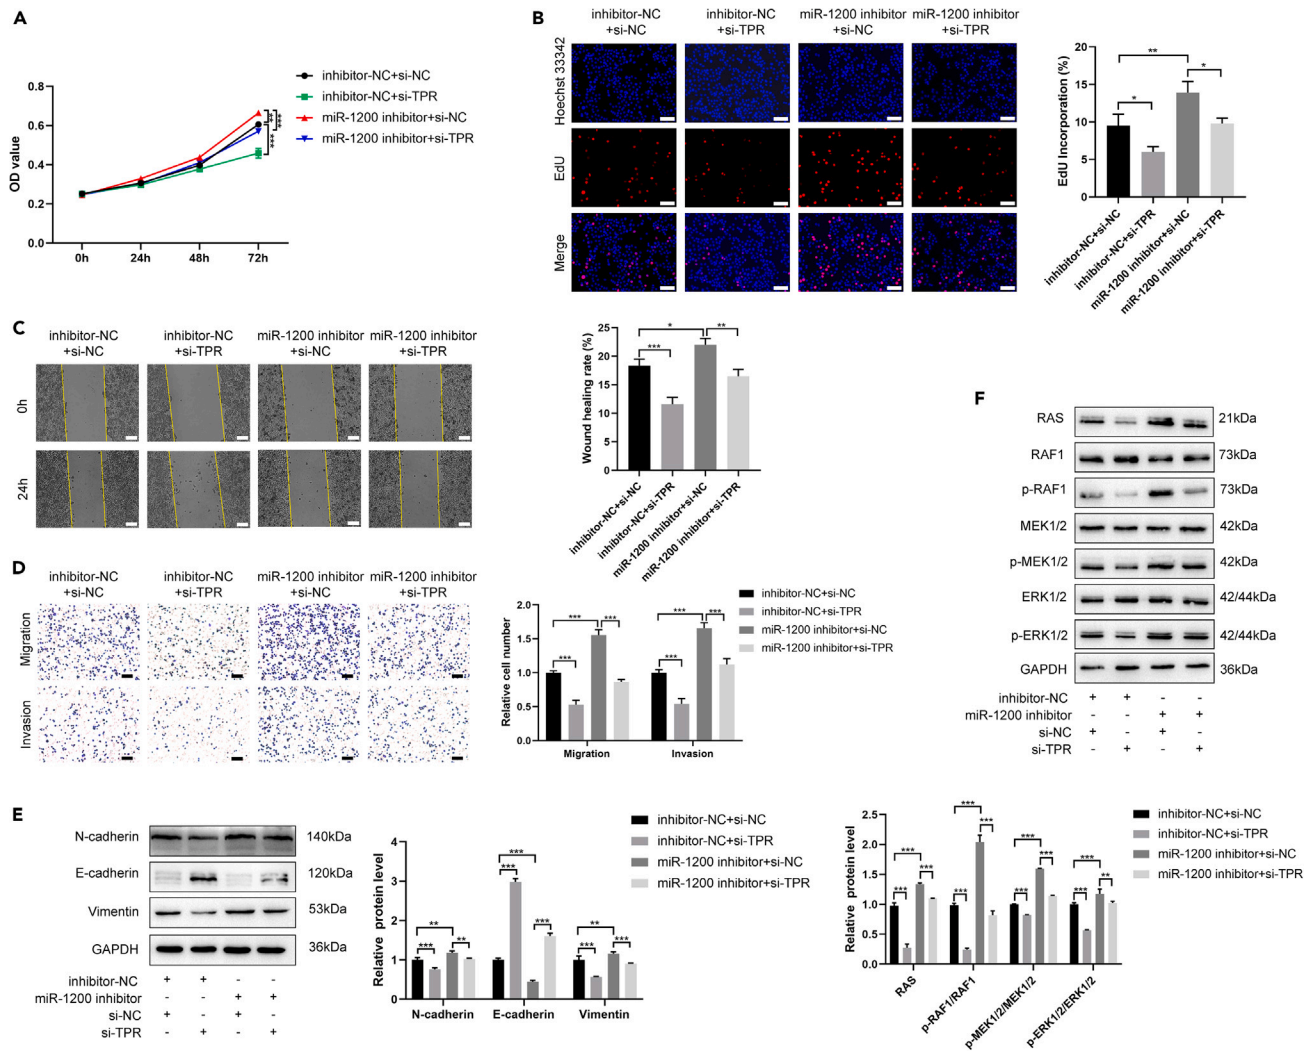 A
inhibitor-NC+si-NC
inhibitor-NC+si-TPR
miR-1200 inhibitor+si-NC
miR-1200 inhibitor+si-TPR
OD value
0.8
0.6
0.4
0.2
0.0
0h
24h
48h
72h
**
***
***
B
inhibitor-NC
+si-NC
inhibitor-NC
+si-TPR
miR-1200 inhibitor
+si-NC
miR-1200 inhibitor
+si-TPR
Hoechst 33342
EdU
Merge
EdU Incorporation (%)
20
15
10
5
0
**
*
*
inhibitor-NC+si-NC
inhibitor-NC+si-TPR
miR-1200 inhibitor+si-NC
miR-1200 inhibitor+si-TPR
C
inhibitor-NC
+si-NC
inhibitor-NC
+si-TPR
miR-1200 inhibitor
+si-NC
miR-1200 inhibitor
+si-TPR
0h
24h
Wound healing rate (%)
25
20
15
10
5
0
*
***
**
inhibitor-NC+si-NC
inhibitor-NC+si-TPR
miR-1200 inhibitor+si-NC
miR-1200 inhibitor+si-TPR
D
inhibitor-NC
+si-NC
inhibitor-NC
+si-TPR
miR-1200 inhibitor
+si-NC
miR-1200 inhibitor
+si-TPR
Migration
Invasion
Relative cell number
2.0
1.5
1.0
0.5
0.0
***
***
***
***
***
***
Migration
Invasion
inhibitor-NC+si-NC
inhibitor-NC+si-TPR
miR-1200 inhibitor+si-NC
miR-1200 inhibitor+si-TPR
E
N-cadherin 140kDa
E-cadherin 120kDa
Vimentin 53kDa
GAPDH 36kDa
inhibitor-NC + + - -
miR-1200 inhibitor - - + +
si-NC + - + -
si-TPR - + - +
Relative protein level
4
3
2
1
0
**
***
**
***
***
***
**
***
***
N-cadherin
E-cadherin
Vimentin
inhibitor-NC+si-NC
inhibitor-NC+si-TPR
miR-1200 inhibitor+si-NC
miR-1200 inhibitor+si-TPR
F
RAS 21kDa
RAF1 73kDa
p-RAF1 73kDa
MEK1/2 42kDa
p-MEK1/2 42kDa
ERK1/2 42/44kDa
p-ERK1/2 42/44kDa
GAPDH 36kDa
inhibitor-NC + + - -
miR-1200 inhibitor - - + +
si-NC + - + -
si-TPR - + - +
Relative protein level
2.5
2.0
1.5
1.0
0.5
0.0
***
***
***
***
***
***
***
***
***
***
***
**
RAS
p-RAF1/RAF1
p-MEK1/2/MEK1/2
p-ERK1/2/ERK1/2
inhibitor-NC+si-NC
inhibitor-NC+si-TPR
miR-1200 inhibitor+si-NC
miR-1200 inhibitor+si-TPR